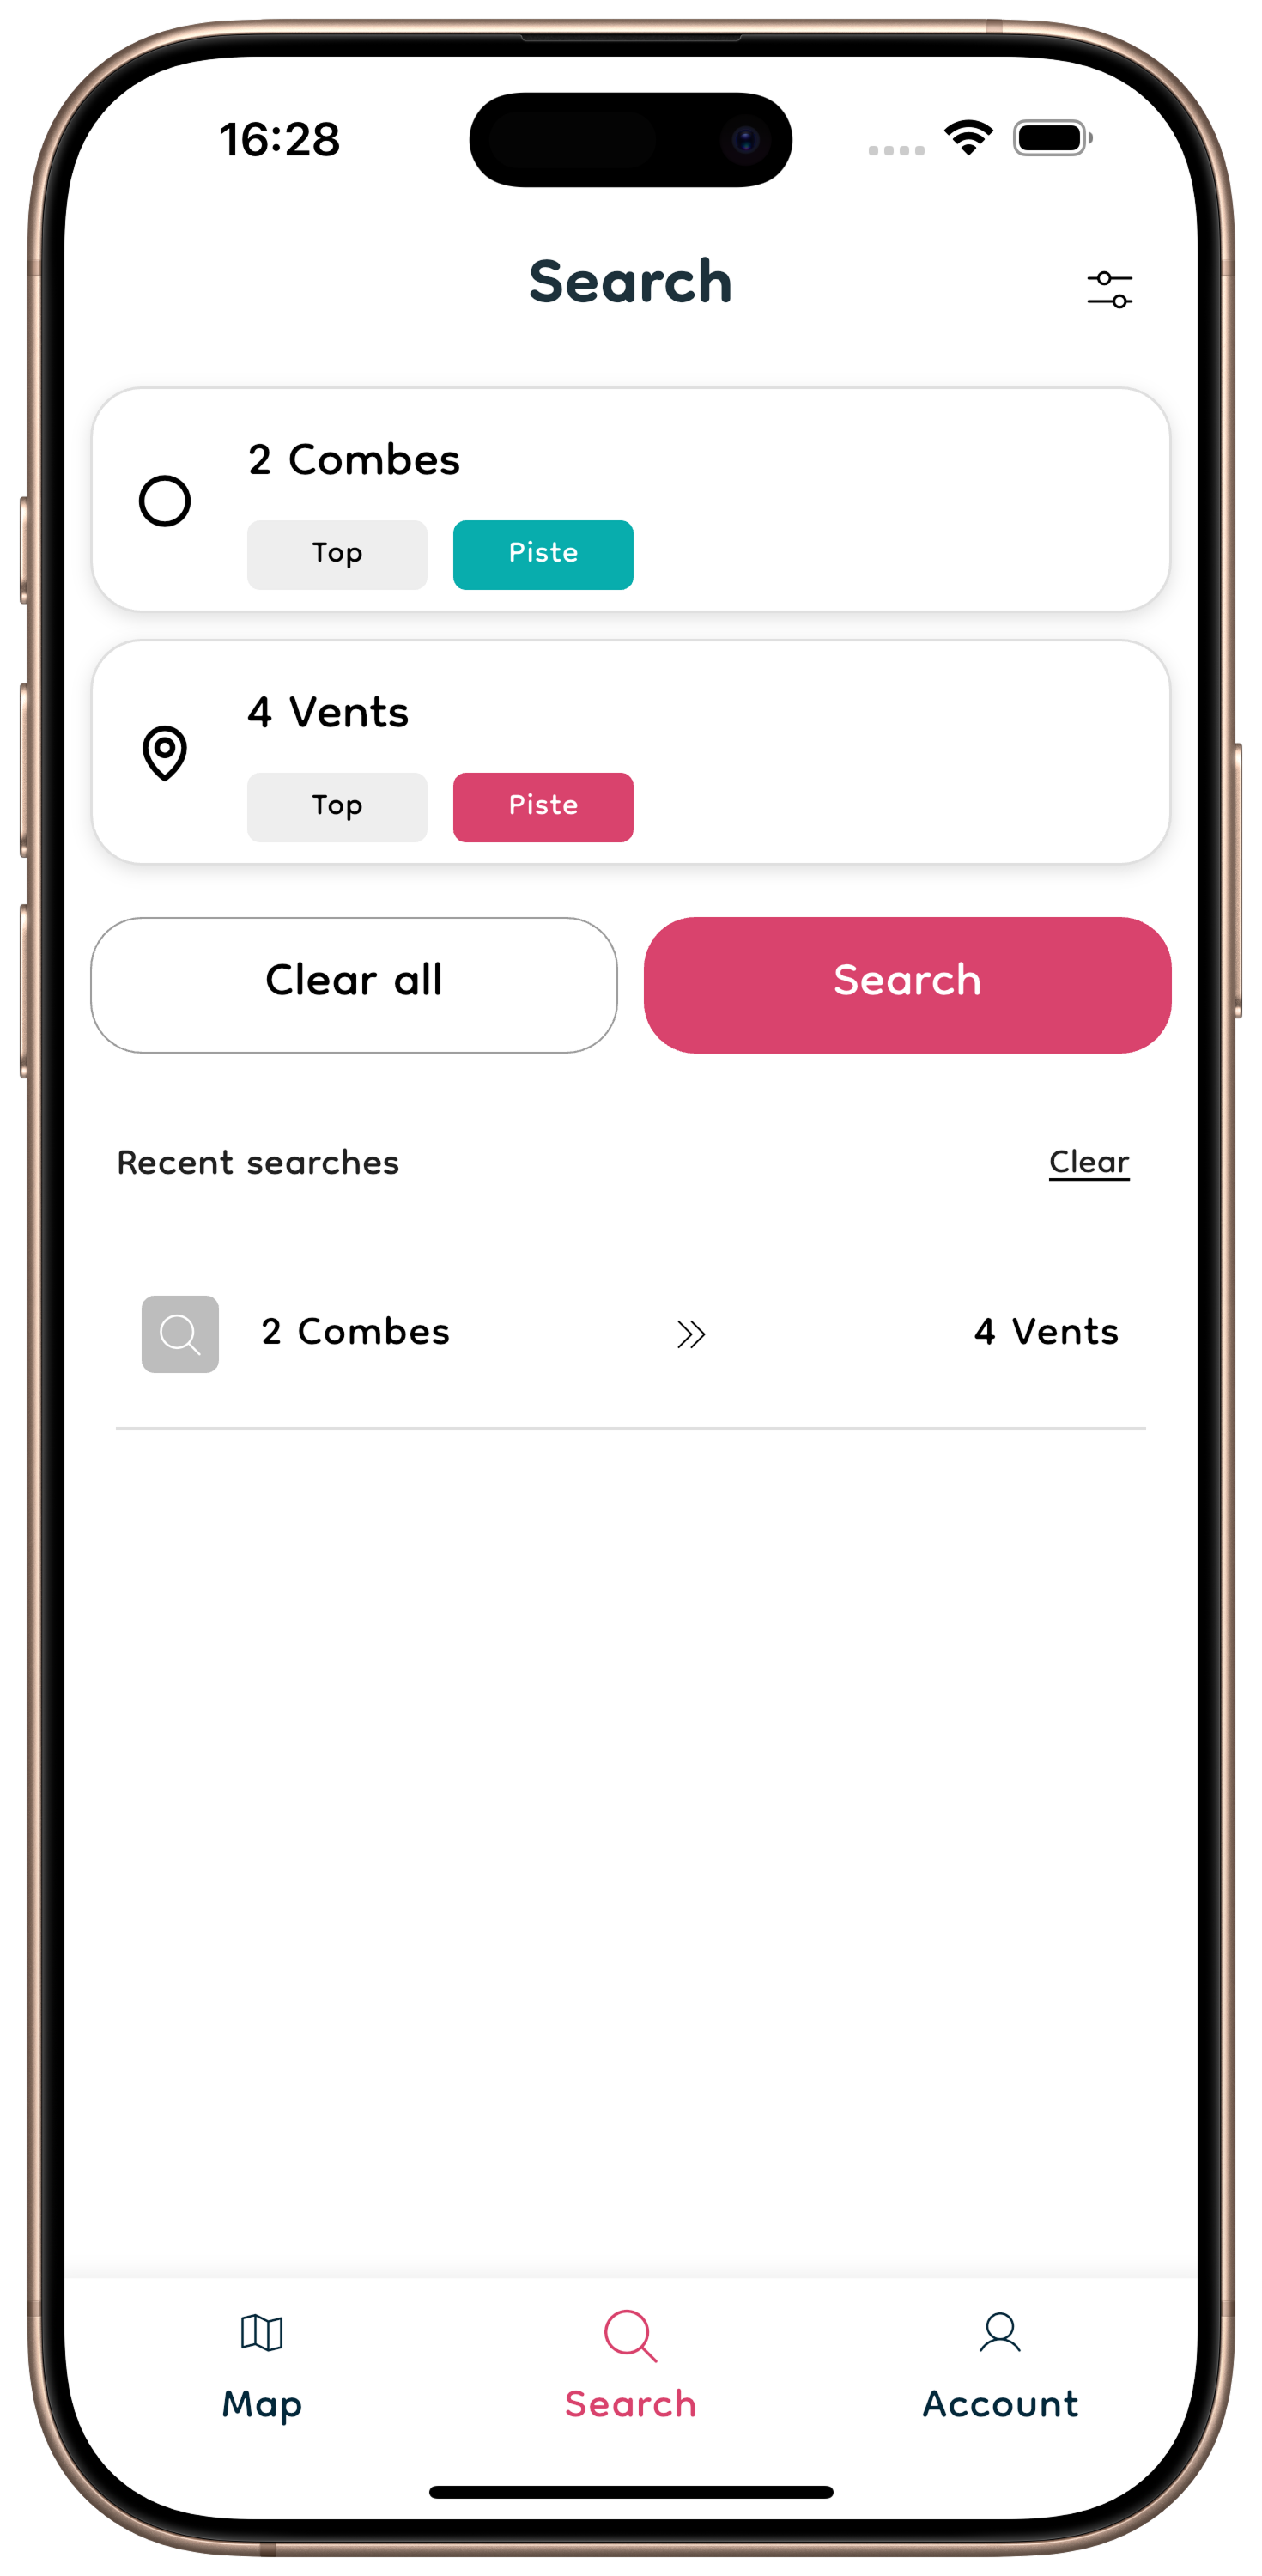 16:28
Search
2 Combes
Top Piste
4 Vents
Top Piste
Clear all Search
Recent searches Clear
2 Combes 4 Vents
Map Search Account